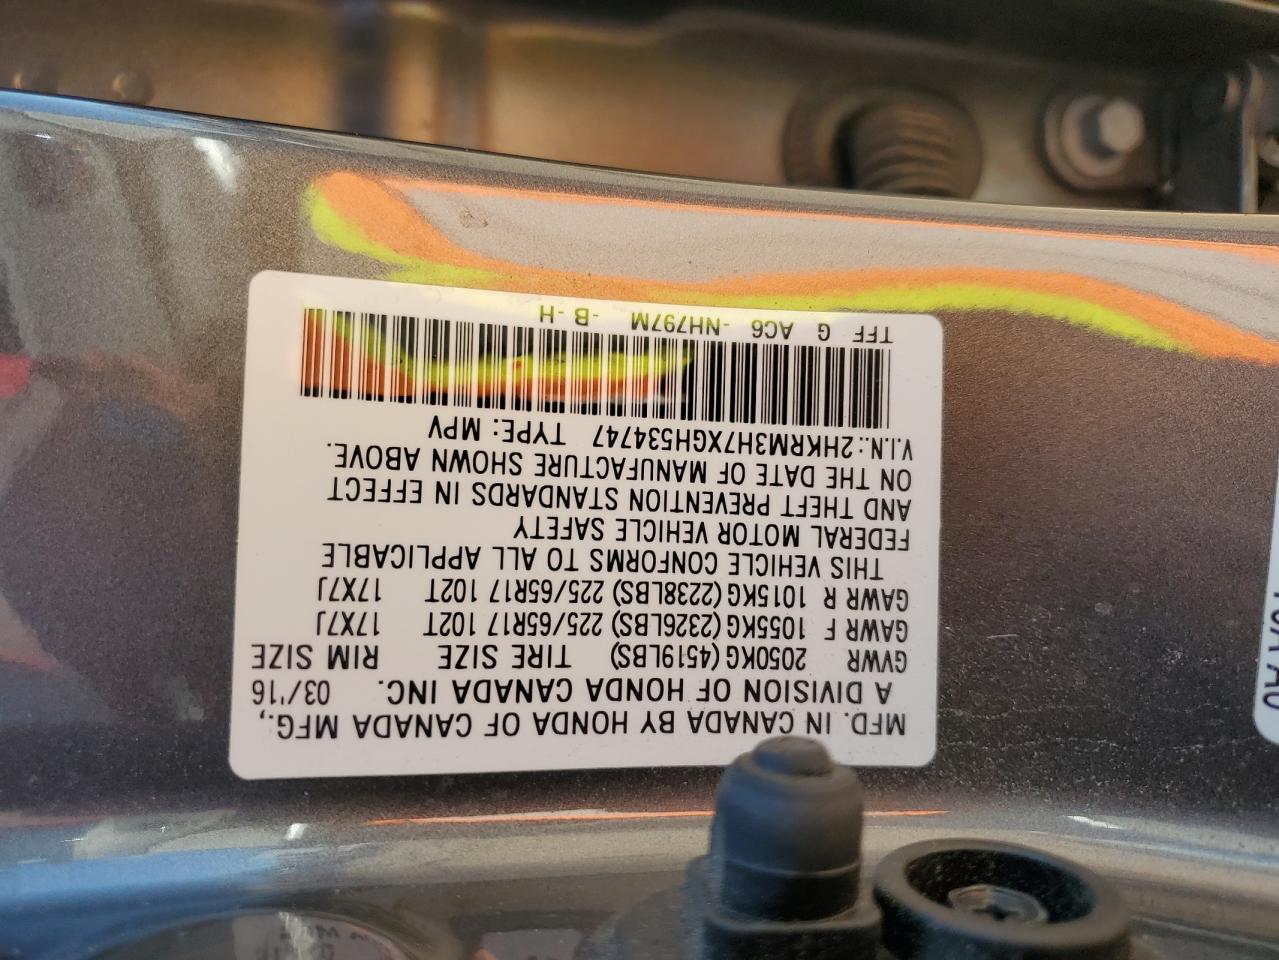 MFD. IN CANADA BY HONDA OF CANADA MFG.,
A DIVISION OF HONDA CANADA INC. 03/'16
GVWR 2050KG (4519LBS) TIRE SIZE RIM SIZE
GAWR F 1055KG (2326LBS) 225/65R17 102T 17X7J
GAWR R 1015KG (2238LBS) 225/65R17 102T 17X7J
THIS VEHICLE CONFORMS TO ALL APPLICABLE
FEDERAL MOTOR VEHICLE SAFETY
AND THEFT PREVENTION STANDARDS IN EFFECT
ON THE DATE OF MANUFACTURE SHOWN ABOVE.
V.I.N.: 2HKRM3H7XGH534747 TYPE: MPV
TFF G AC6 -NH797M -B-H